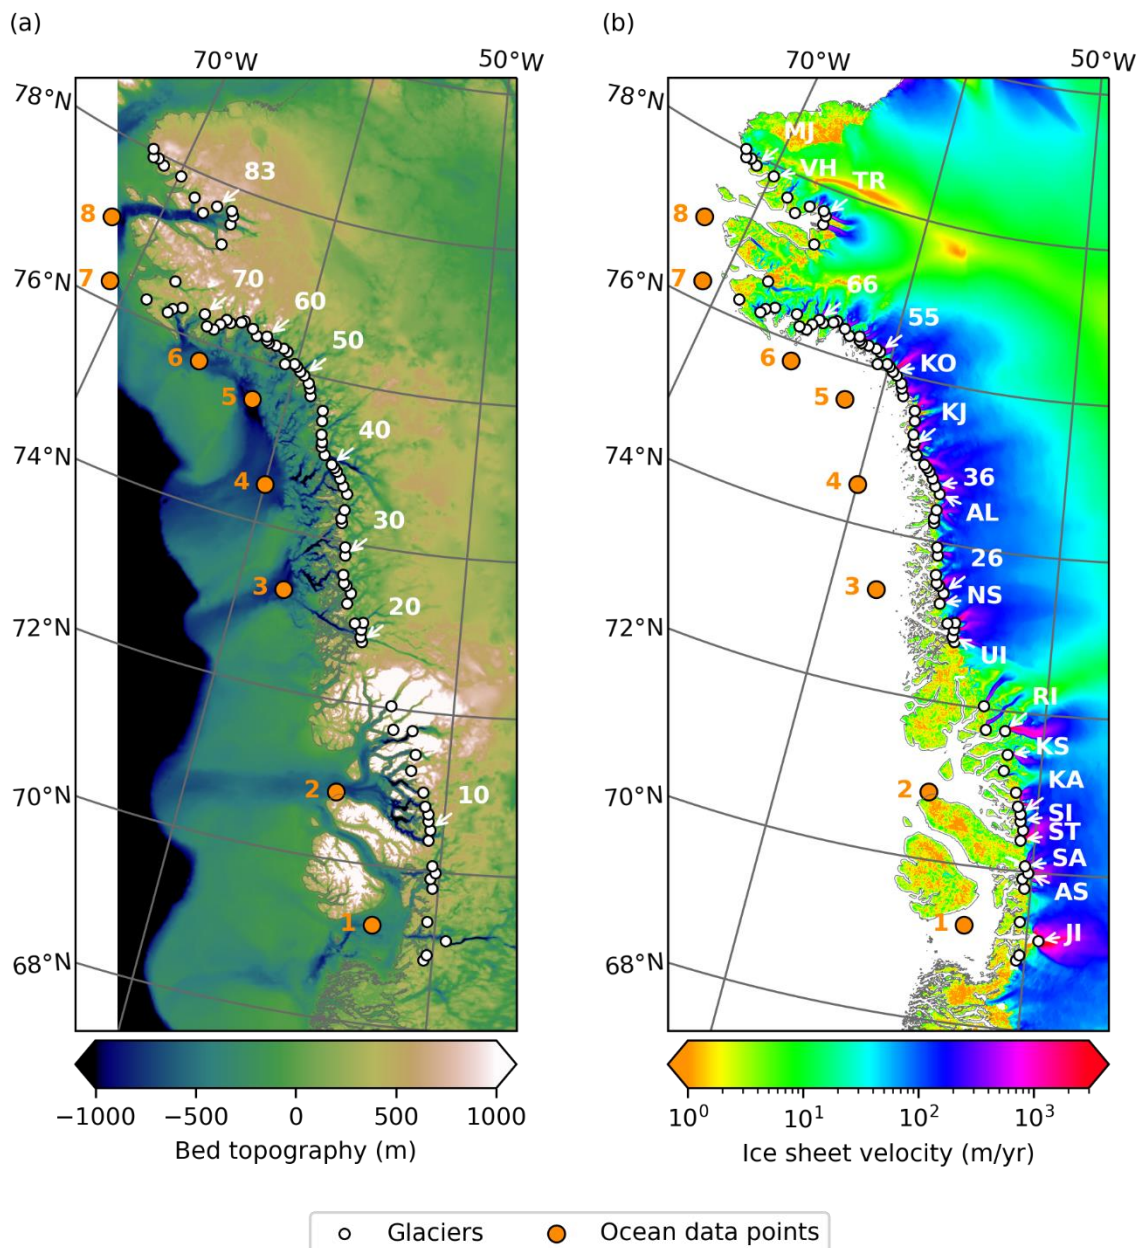 (a)
(b)
70°W
50°W
70°W
50°W
78°N
78°N
MJ
83
VH
TR
8
8
76°N
7
76°N
7
70
66
60
55
6
50
6
KO
5
5
KJ
40
74°N
4
74°N
4
36
AL
30
26
3
3
NS
20
72°N
72°N
UI
RI
KS
KA
2
10
2
SI
70°N
70°N
ST
SA
AS
1
1
JI
68°N
68°N
−1000 −500 0 500 1000
10⁰ 10¹ 10² 10³
Bed topography (m)
Ice sheet velocity (m/yr)
Glaciers
Ocean data points